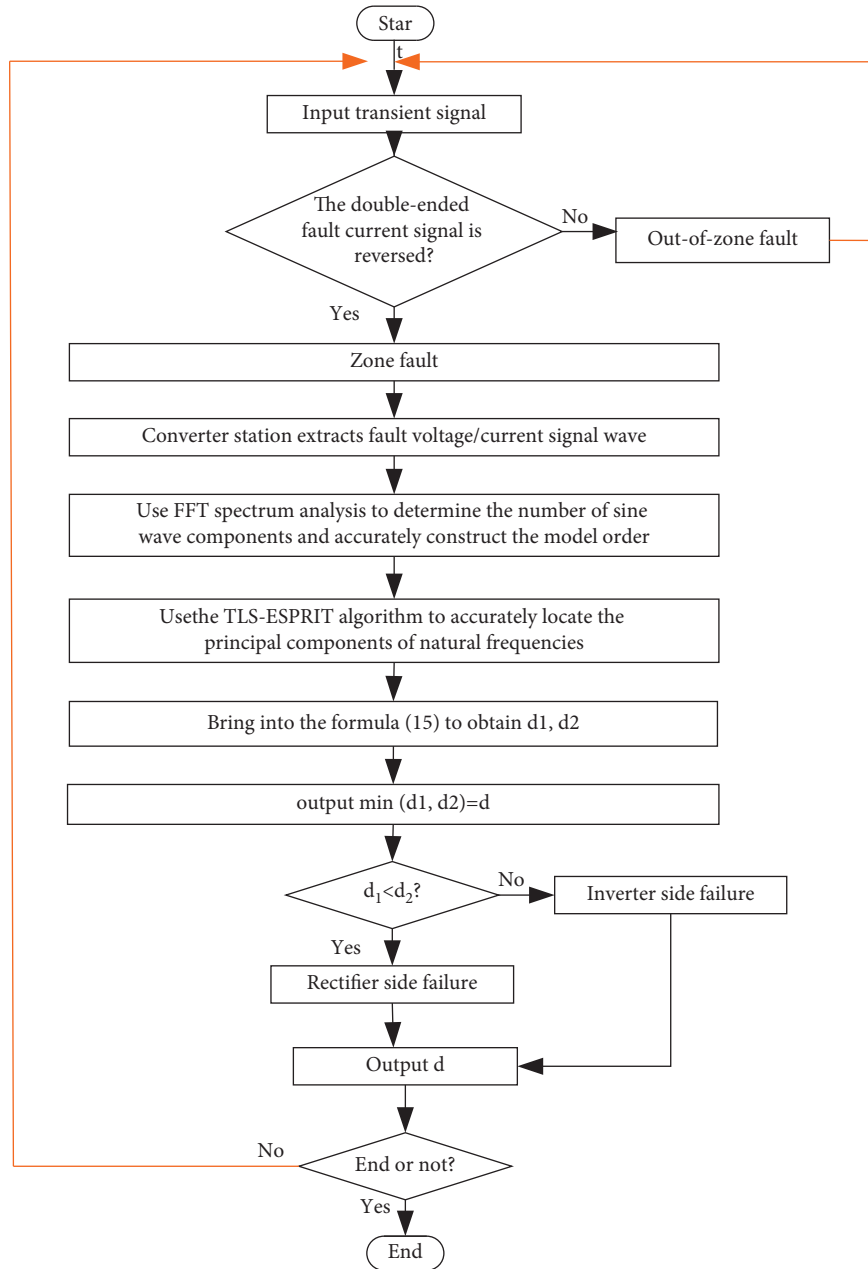 Star
t
Input transient signal
The double-ended
fault current signal is
reversed?
No
Out-of-zone fault
Yes
Zone fault
Converter station extracts fault voltage/current signal wave
Use FFT spectrum analysis to determine the number of sine
wave components and accurately construct the model order
Usethe TLS-ESPRIT algorithm to accurately locate the
principal components of natural frequencies
Bring into the formula (15) to obtain d1, d2
output min (d1, d2)=d
d₁<d₂?
No
Inverter side failure
Yes
Rectifier side failure
Output d
No
End or not?
Yes
End